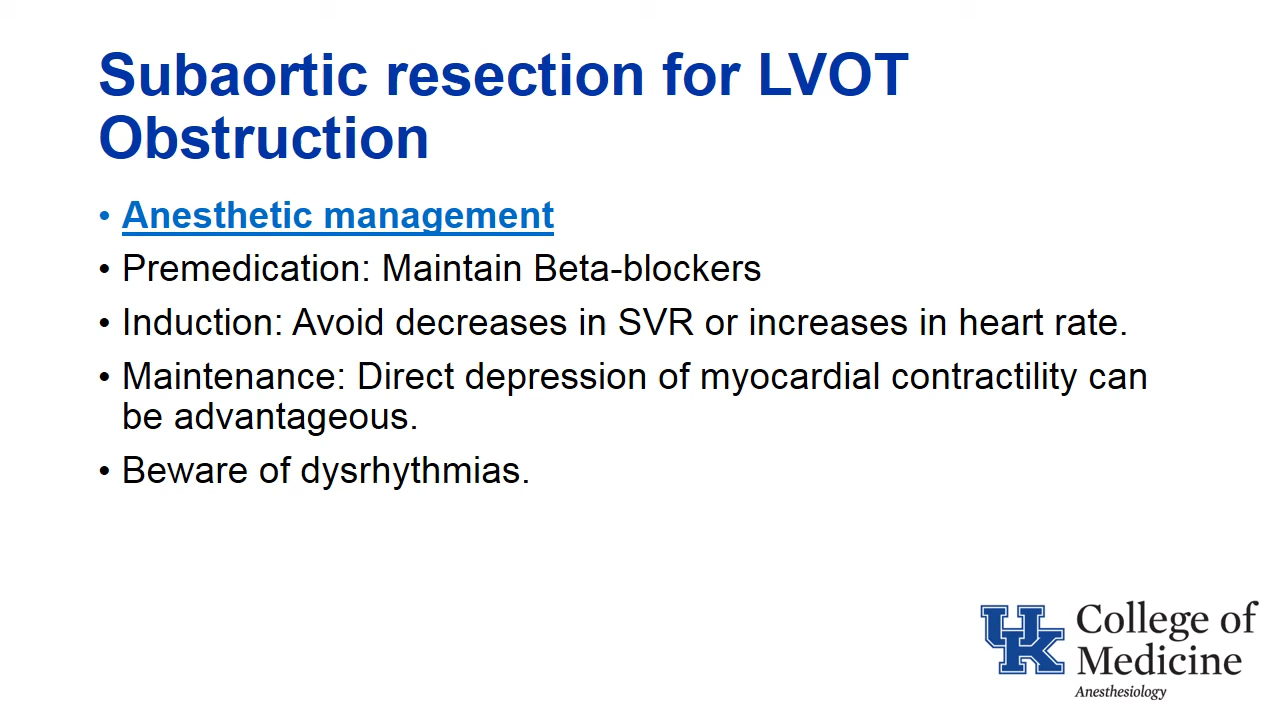 Subaortic resection for LVOT
Obstruction
• Anesthetic management
• Premedication: Maintain Beta-blockers
• Induction: Avoid decreases in SVR or increases in heart rate.
• Maintenance: Direct depression of myocardial contractility can
be advantageous.
• Beware of dysrhythmias.
UK
College of
Medicine
Anesthesiology